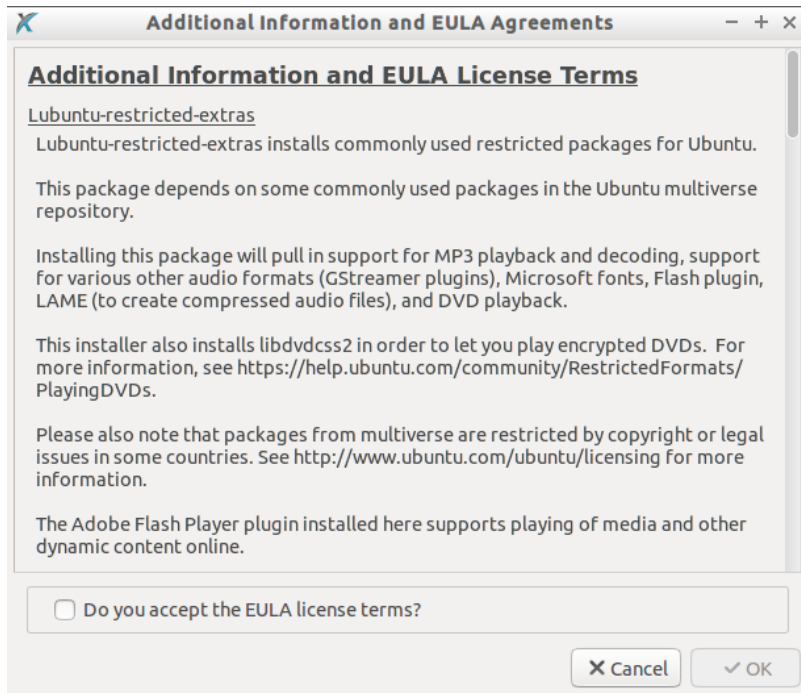 Additional Information and EULA Agreements
Additional Information and EULA License Terms
Lubuntu-restricted-extras
Lubuntu-restricted-extras installs commonly used restricted packages for Ubuntu.
This package depends on some commonly used packages in the Ubuntu multiverse
repository.
Installing this package will pull in support for MP3 playback and decoding, support
for various other audio formats (GStreamer plugins), Microsoft fonts, Flash plugin,
LAME (to create compressed audio files), and DVD playback.
This installer also installs libdvdcss2 in order to let you play encrypted DVDs.  For
more information, see https://help.ubuntu.com/community/RestrictedFormats/
PlayingDVDs.
Please also note that packages from multiverse are restricted by copyright or legal
issues in some countries. See http://www.ubuntu.com/ubuntu/licensing for more
information.
The Adobe Flash Player plugin installed here supports playing of media and other
dynamic content online.
Do you accept the EULA license terms?
Cancel OK